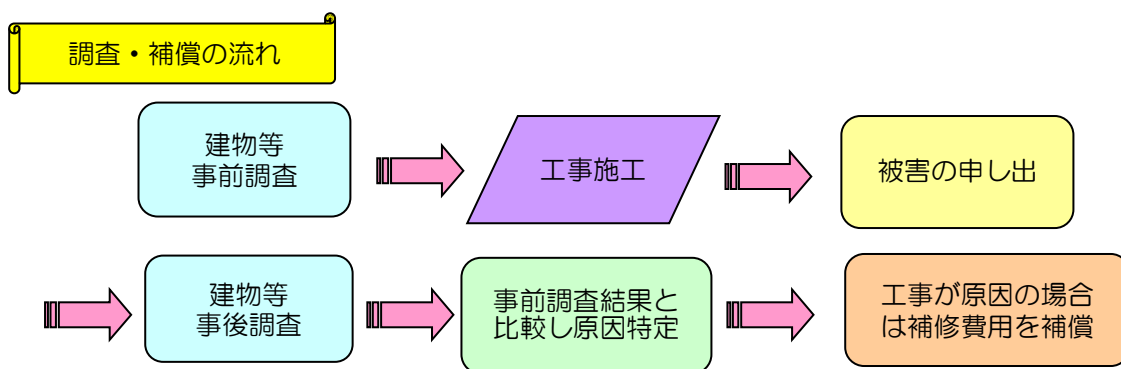 調査・補償の流れ
建物等
事前調査
工事施工
被害の申し出
建物等
事後調査
事前調査結果と
比較し原因特定
工事が原因の場合
は補修費用を補償